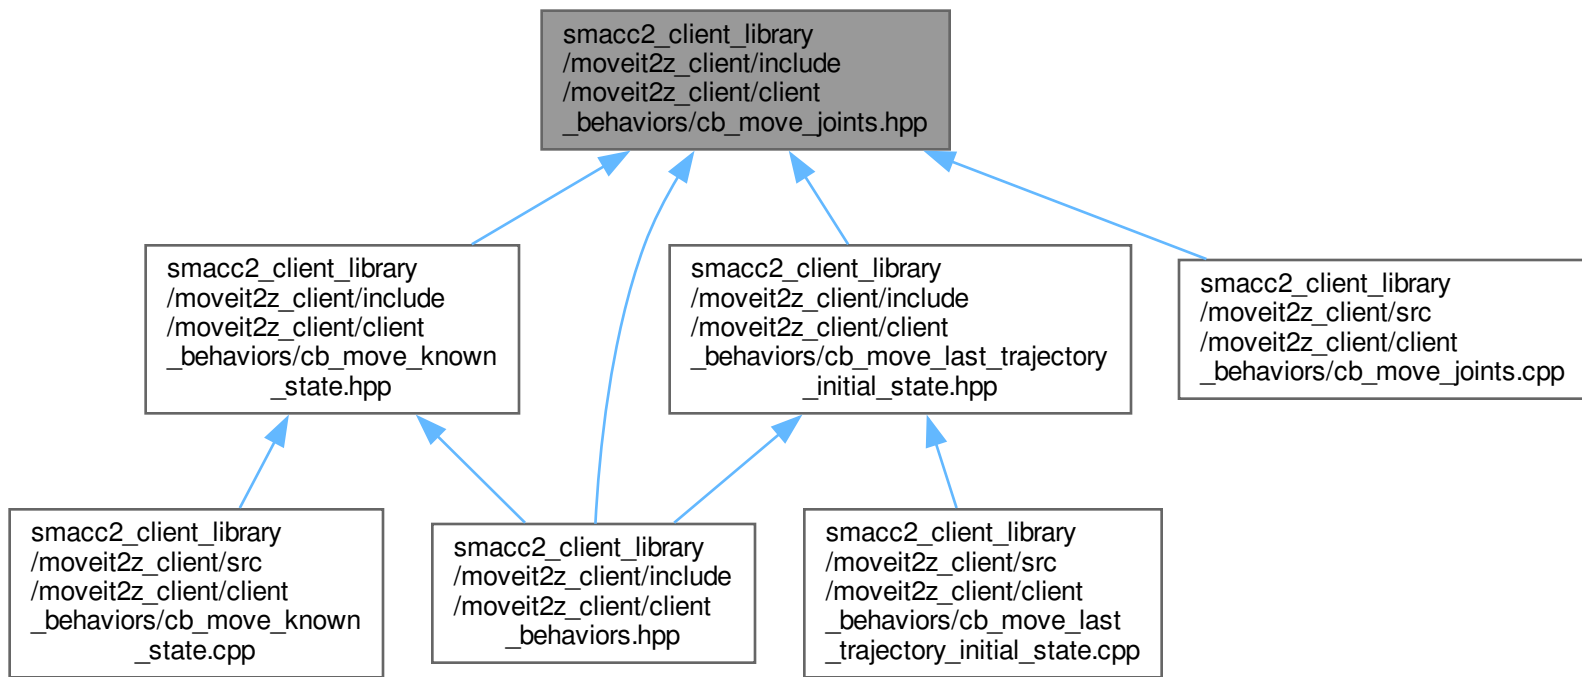 smacc2_client_library
/moveit2z_client/include
/moveit2z_client/client
_behaviors/cb_move_joints.hpp
smacc2_client_library
/moveit2z_client/include
/moveit2z_client/client
_behaviors/cb_move_known
_state.hpp
smacc2_client_library
/moveit2z_client/include
/moveit2z_client/client
_behaviors/cb_move_last_trajectory
_initial_state.hpp
smacc2_client_library
/moveit2z_client/src
/moveit2z_client/client
_behaviors/cb_move_joints.cpp
smacc2_client_library
/moveit2z_client/src
/moveit2z_client/client
_behaviors/cb_move_known
_state.cpp
smacc2_client_library
/moveit2z_client/include
/moveit2z_client/client
_behaviors.hpp
smacc2_client_library
/moveit2z_client/src
/moveit2z_client/client
_behaviors/cb_move_last
_trajectory_initial_state.cpp